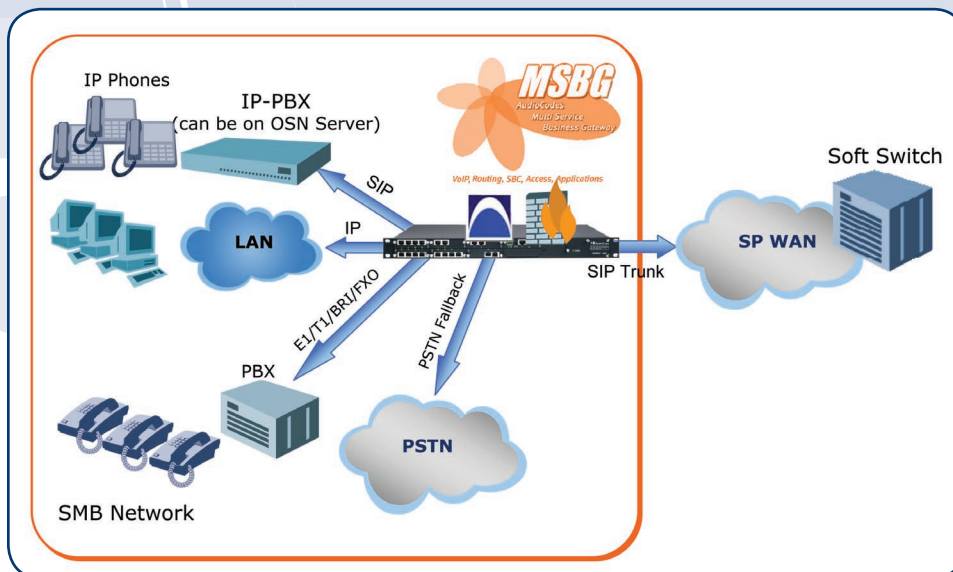 IP Phones
IP-PBX
(can be on OSN Server)
MSBG
AudioCodes
Multi Service
Business Gateway
VoIP, Routing, SBC, Access, Applications
Soft Switch
SIP
LAN
IP
SP WAN
SIP Trunk
E1/T1/BRI/FXO
PSTN Fallback
PBX
PSTN
SMB Network